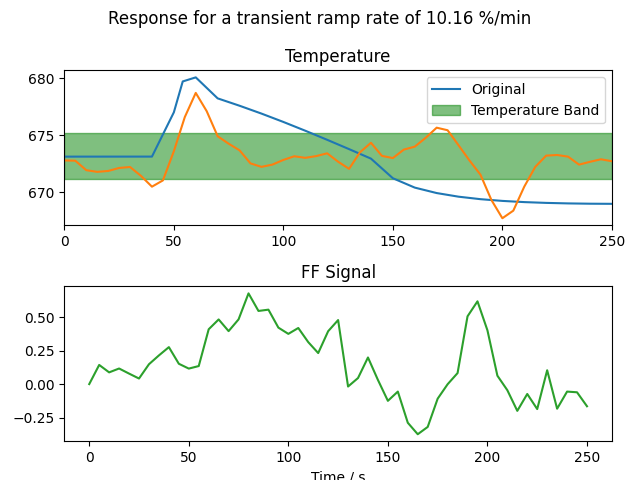 Response for a transient ramp rate of 10.16 %/min
Temperature
680
675
670
Original
Temperature Band
0 50 100 150 200 250
FF Signal
0.50
0.25
0.00
−0.25
0 50 100 150 200 250
Time / s